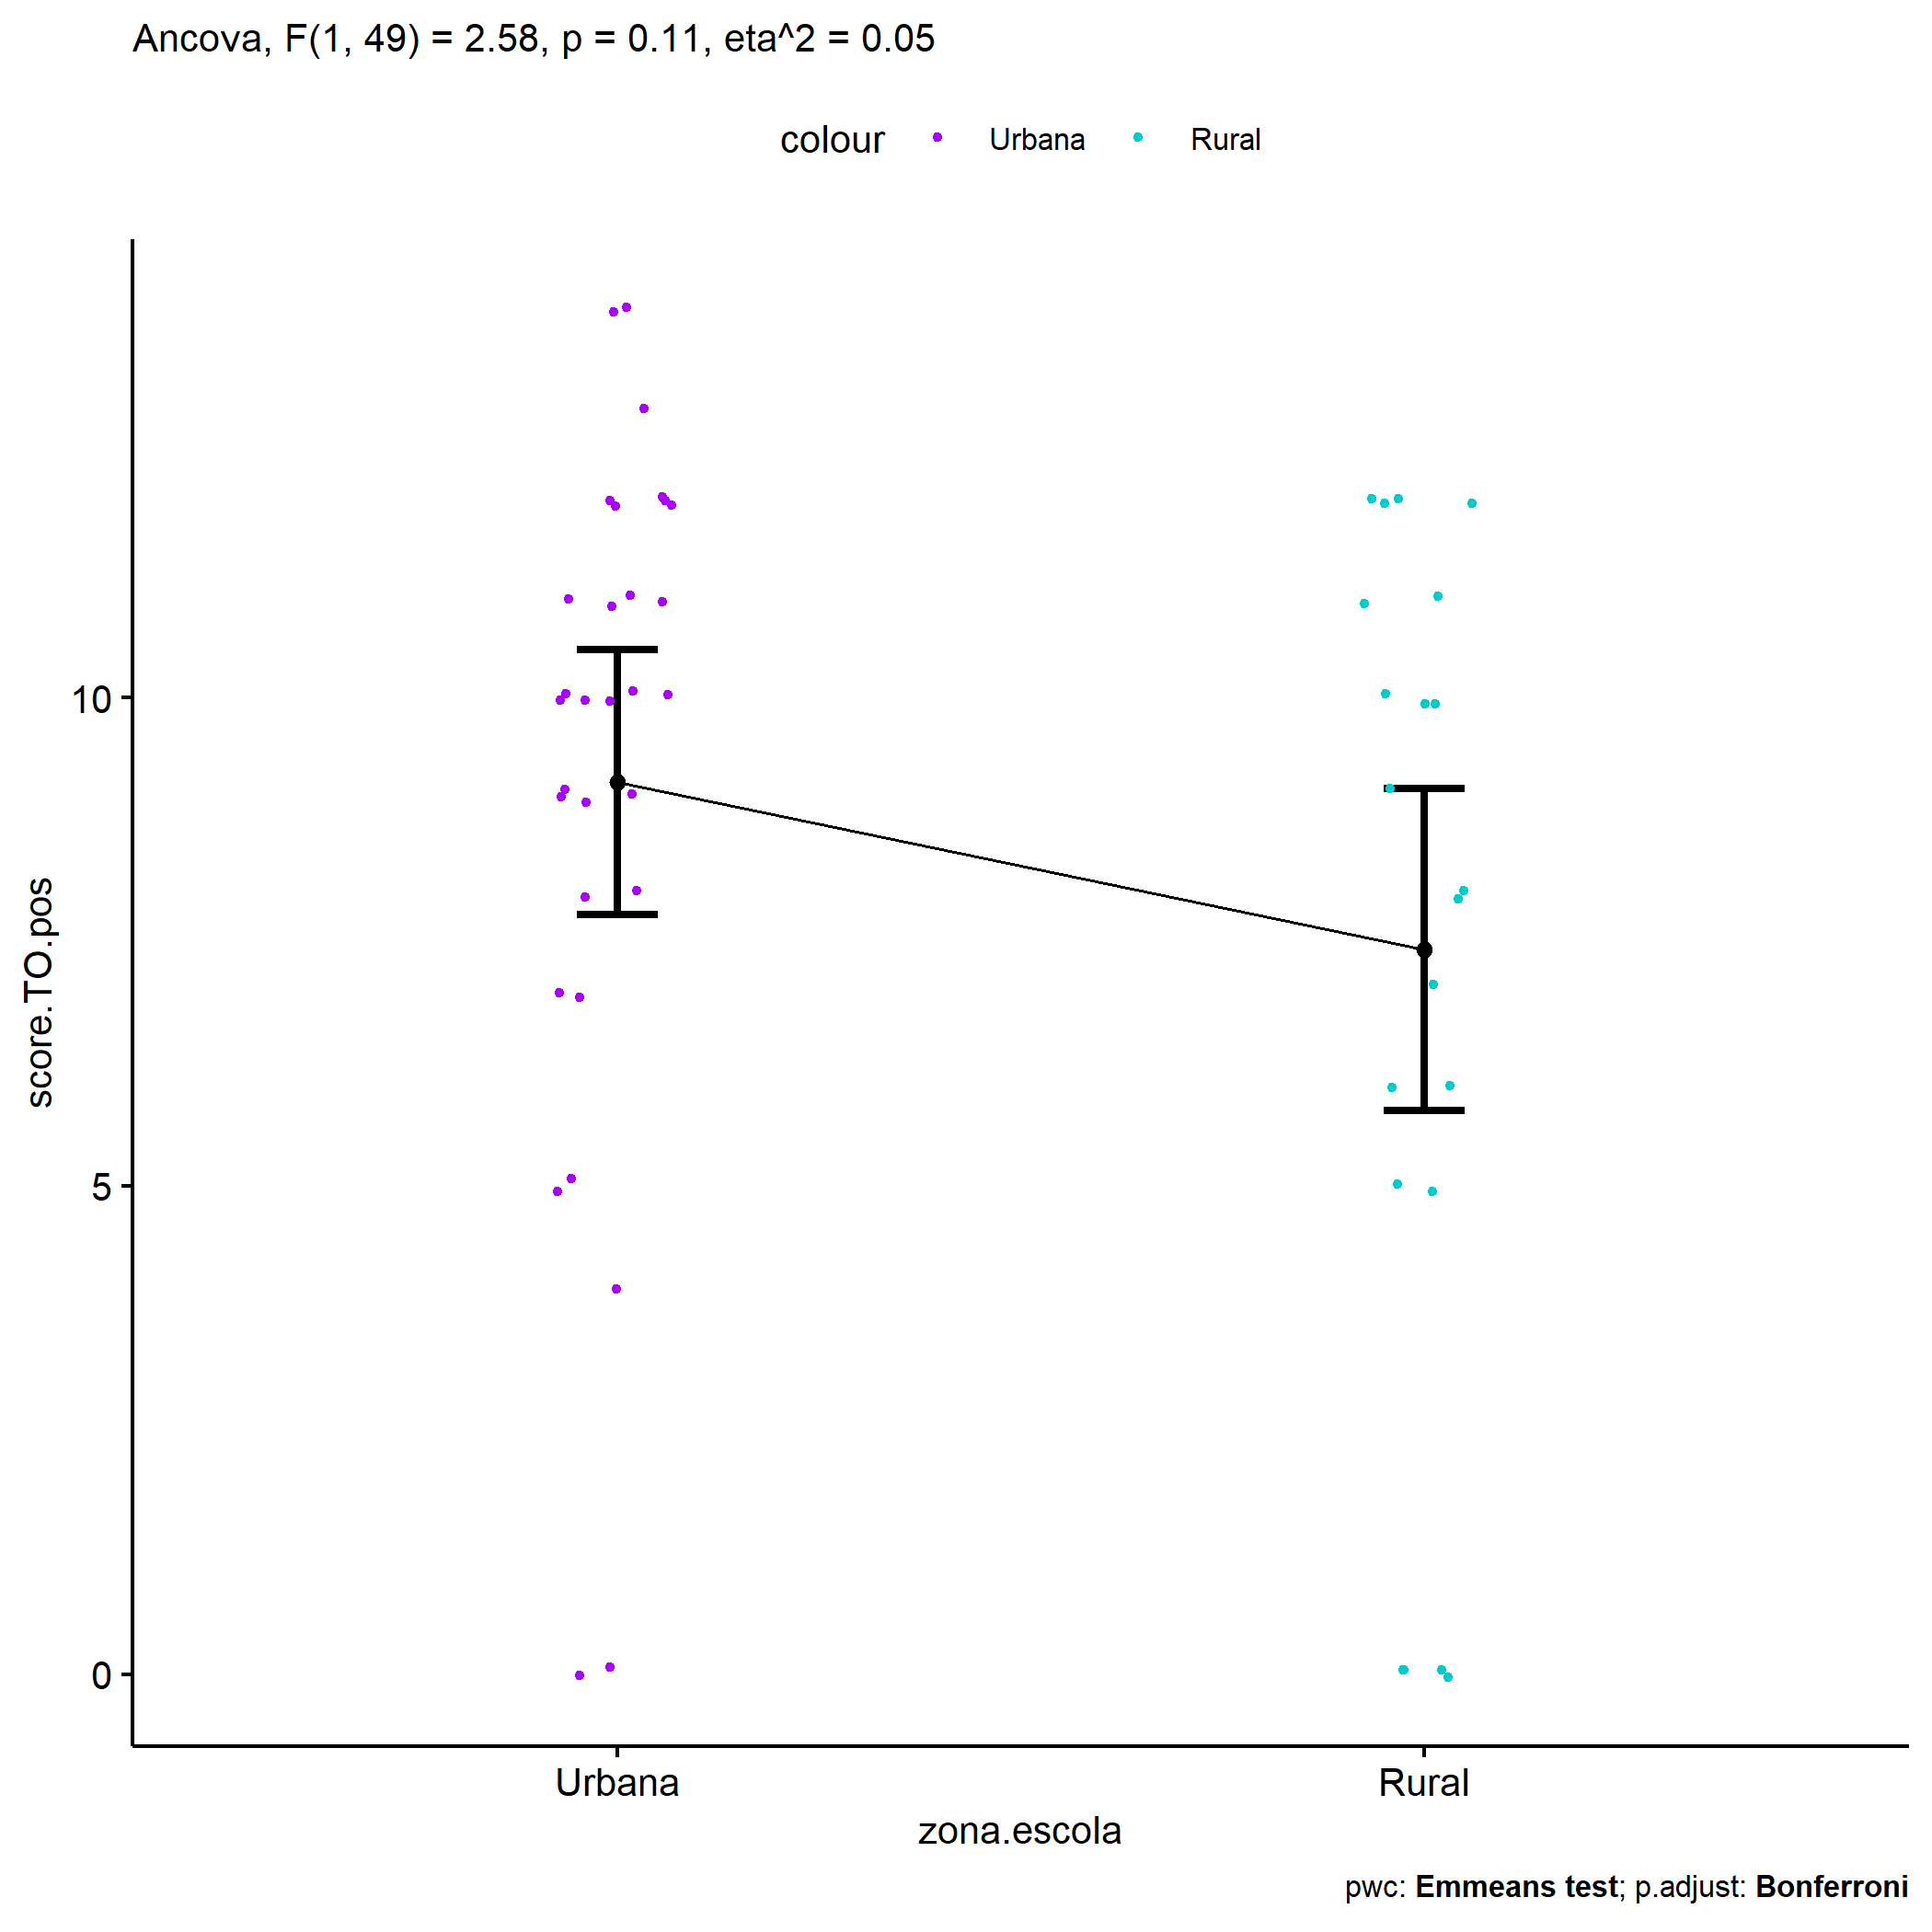 Ancova, F(1, 49) = 2.58, p = 0.11, eta^2 = 0.05
colour Urbana Rural
score.TO.pos
10
5
0
Urbana Rural
zona.escola
pwc: Emmeans test; p.adjust: Bonferroni